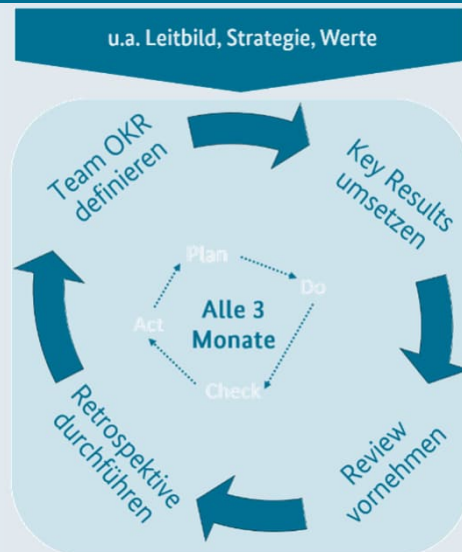 u.a. Leitbild, Strategie, Werte
Team OKR
definieren
Key Results
umsetzen
Plan
Do
Alle 3
Monate
Act
Check
Retrospektive
durchführen
Review
vornehmen